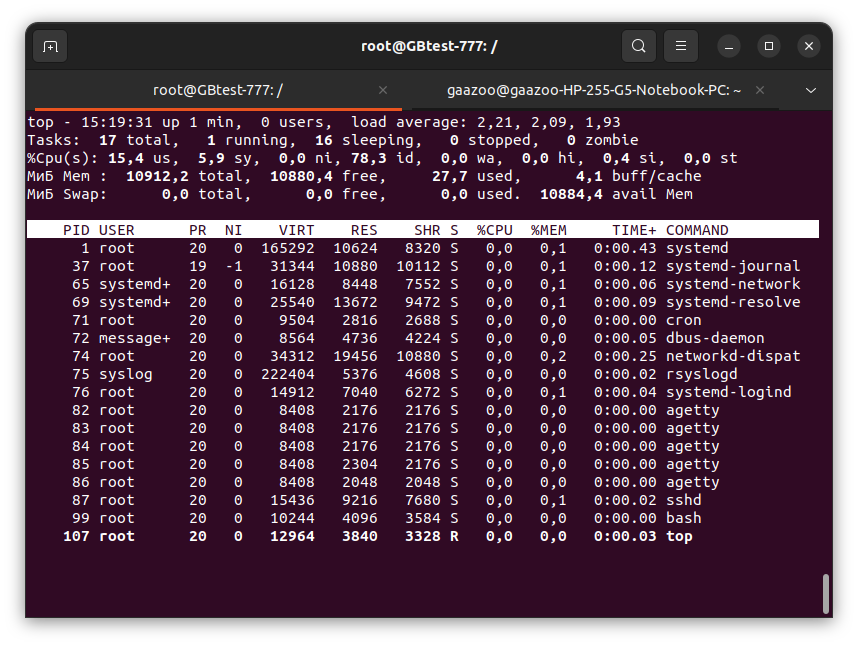 root@GBtest-777: /
root@GBtest-777: /
gaazoo@gaazoo-HP-255-G5-Notebook-PC: ~
top - 15:19:31 up 1 min,  0 users,  load average: 2,21, 2,09, 1,93
Tasks:  17 total,   1 running,  16 sleeping,   0 stopped,   0 zombie
%Cpu(s): 15,4 us,  5,9 sy,  0,0 ni, 78,3 id,  0,0 wa,  0,0 hi,  0,4 si,  0,0 st
МиБ Mem :  10912,2 total,  10880,4 free,     27,7 used,      4,1 buff/cache
МиБ Swap:      0,0 total,      0,0 free,      0,0 used.  10884,4 avail Mem
PID USER      PR  NI    VIRT    RES    SHR S  %CPU  %MEM     TIME+ COMMAND
1 root      20   0  165292  10624   8320 S   0,0   0,1   0:00.43 systemd
37 root      19  -1   31344  10880  10112 S   0,0   0,1   0:00.12 systemd-journal
65 systemd+  20   0   16128   8448   7552 S   0,0   0,1   0:00.06 systemd-network
69 systemd+  20   0   25540  13672   9472 S   0,0   0,1   0:00.09 systemd-resolve
71 root      20   0    9504   2816   2688 S   0,0   0,0   0:00.00 cron
72 message+  20   0    8564   4736   4224 S   0,0   0,0   0:00.05 dbus-daemon
74 root      20   0   34312  19456  10880 S   0,0   0,2   0:00.25 networkd-dispat
75 syslog    20   0  222404   5376   4608 S   0,0   0,0   0:00.02 rsyslogd
76 root      20   0   14912   7040   6272 S   0,0   0,1   0:00.04 systemd-logind
82 root      20   0    8408   2176   2176 S   0,0   0,0   0:00.00 agetty
83 root      20   0    8408   2176   2176 S   0,0   0,0   0:00.00 agetty
84 root      20   0    8408   2176   2176 S   0,0   0,0   0:00.00 agetty
85 root      20   0    8408   2304   2176 S   0,0   0,0   0:00.00 agetty
86 root      20   0    8408   2048   2048 S   0,0   0,0   0:00.00 agetty
87 root      20   0   15436   9216   7680 S   0,0   0,1   0:00.02 sshd
99 root      20   0   10244   4096   3584 S   0,0   0,0   0:00.00 bash
107 root      20   0   12964   3840   3328 R   0,0   0,0   0:00.03 top